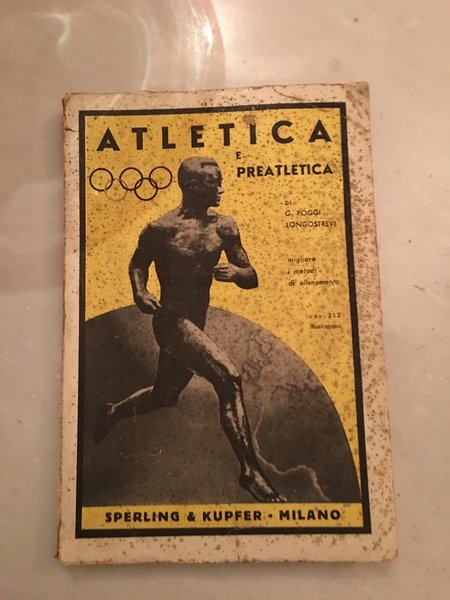 ATLETICA
E
PREATLETICA
DI
G. POGGI
LONGOSTREVI
migliore
i metodi
di allenamento
con 212
illustrazioni
SPERLING & KUPFER - MILANO